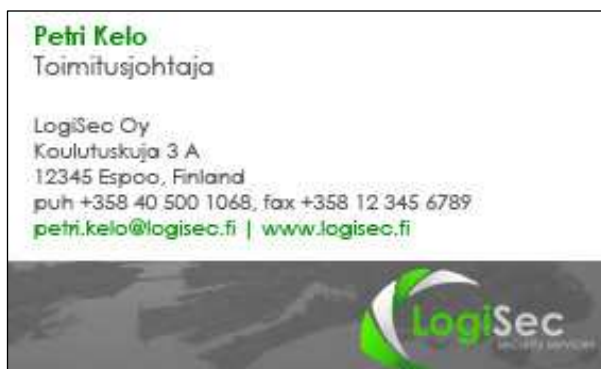 Petri Kelo
Toimitusjohtaja
LogiSec Oy
Koulutuskuja 3 A
12345 Espoo, Finland
puh +358 40 500 1068, fax +358 12 345 6789
petri.kelo@logisec.fi | www.logisec.fi
LogiSec
security services